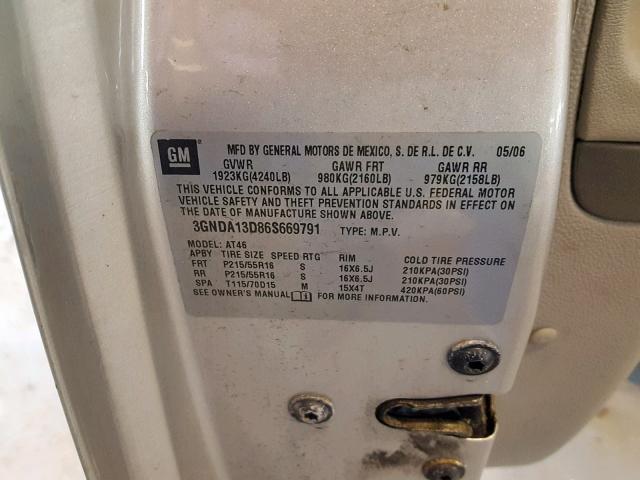 GM
MFD BY GENERAL MOTORS DE MEXICO, S. DE R.L. DE C.V. 05/06
GVWR GAWR FRT GAWR RR
1923KG(4240LB) 980KG(2160LB) 979KG(2158LB)
THIS VEHICLE CONFORMS TO ALL APPLICABLE U.S. FEDERAL MOTOR
VEHICLE SAFETY AND THEFT PREVENTION STANDARDS IN EFFECT ON
THE DATE OF MANUFACTURE SHOWN ABOVE.
3GNDA13D86S669791 TYPE: M.P.V.
MODEL: AT46
APBY TIRE SIZE SPEED RTG RIM COLD TIRE PRESSURE
FRT P215/55R16 S 16X6.5J 210KPA(30PSI)
RR P215/55R16 S 16X6.5J 210KPA(30PSI)
SPA T115/70D15 M 15X4T 420KPA(60PSI)
SEE OWNER'S MANUAL FOR MORE INFORMATION.